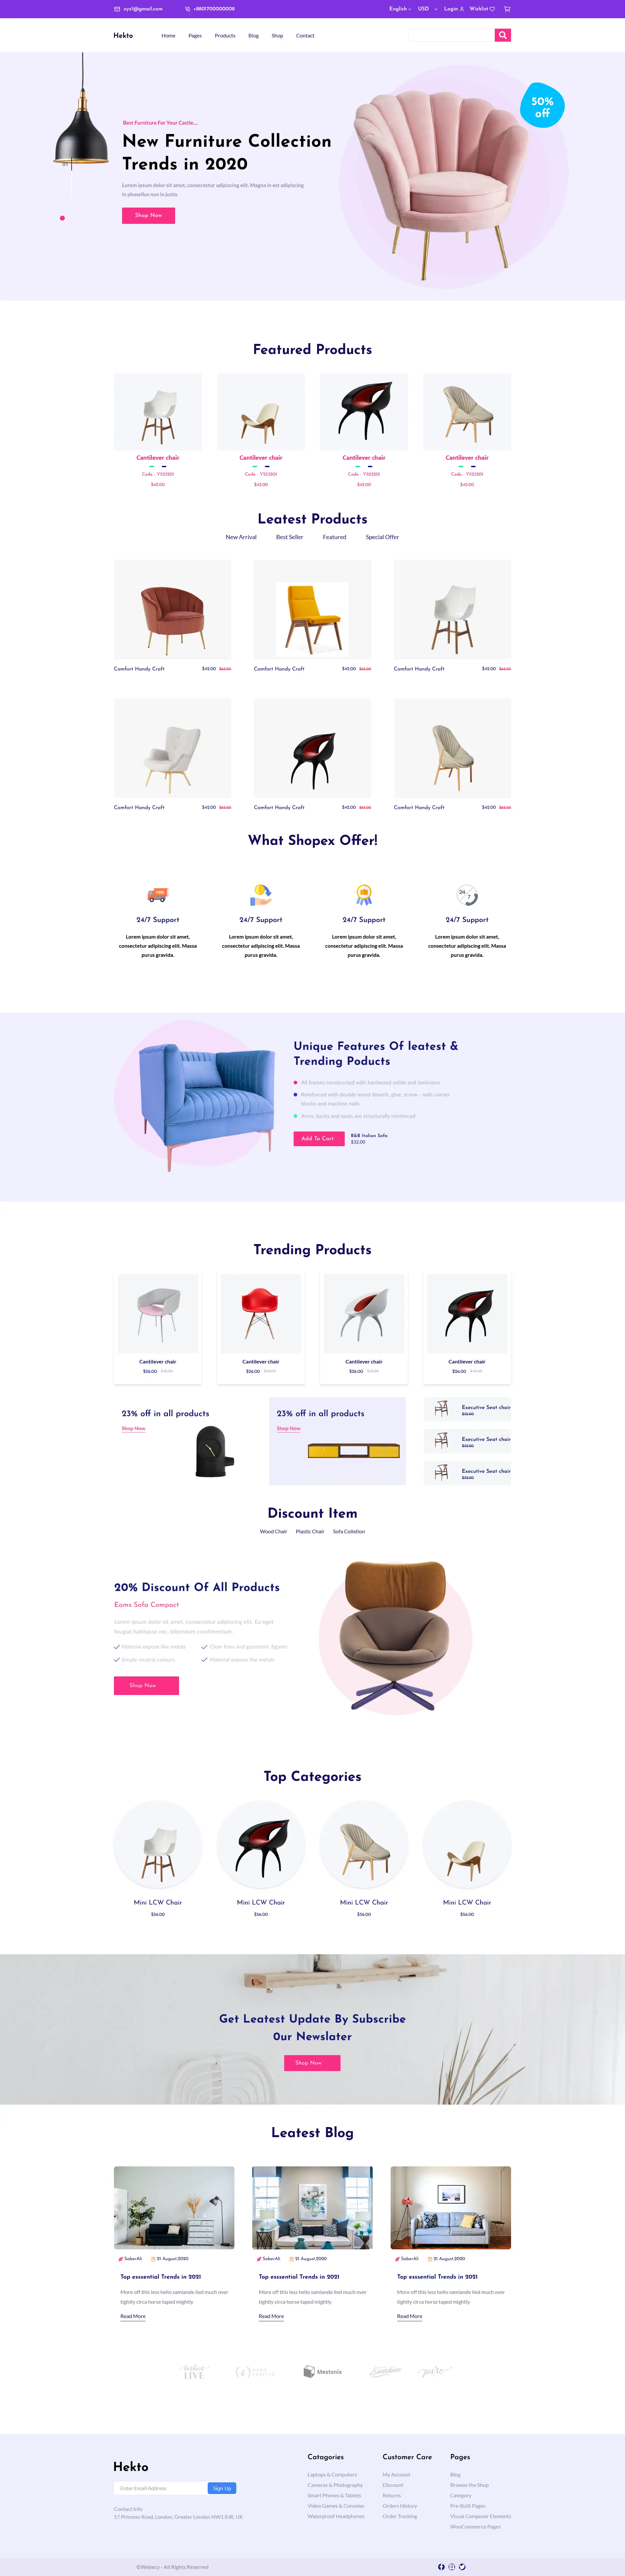 xyz1@gmail.com
+8801700000008
English
USD
Login
Wishlist
Hekto
Home
Pages
Products
Blog
Shop
Contact
Best Furniture For Your Castle....
New Furniture Collection
Trends in 2020
Lorem ipsum dolor sit amet, consectetur adipiscing elit. Magna in est adipiscing
in phasellus non in justo.
Shop Now
50%
off
Featured Products
Cantilever chair
Code - Y523201
$42.00
Cantilever chair
Code - Y523201
$42.00
Cantilever chair
Code - Y523201
$42.00
Cantilever chair
Code - Y523201
$42.00
Leatest Products
New Arrival
Best Seller
Featured
Special Offer
Comfort Handy Craft
$42.00
$65.00
Comfort Handy Craft
$42.00
$65.00
Comfort Handy Craft
$42.00
$65.00
Comfort Handy Craft
$42.00
$65.00
Comfort Handy Craft
$42.00
$65.00
Comfort Handy Craft
$42.00
$65.00
What Shopex Offer!
FREE
24
7
24/7 Support
Lorem ipsum dolor sit amet,
consectetur adipiscing elit. Massa
purus gravida.
24/7 Support
Lorem ipsum dolor sit amet,
consectetur adipiscing elit. Massa
purus gravida.
24/7 Support
Lorem ipsum dolor sit amet,
consectetur adipiscing elit. Massa
purus gravida.
24/7 Support
Lorem ipsum dolor sit amet,
consectetur adipiscing elit. Massa
purus gravida.
Unique Features Of leatest &
Trending Poducts
All frames constructed with hardwood solids and laminates
Reinforced with double wood dowels, glue, screw - nails corner
blocks and machine nails
Arms, backs and seats are structurally reinforced
Add To Cart
B&B Italian Sofa
$32.00
Trending Products
Cantilever chair
$26.00
Cantilever chair
$26.00
Cantilever chair
$26.00
Cantilever chair
$26.00
23% off in all products
Shop Now
23% off in all products
Shop Now
Executive Seat chair
$32.00
Executive Seat chair
$32.00
Executive Seat chair
$32.00
Discount Item
Wood Chair
Plastic Chair
Sofa Colletion
20% Discount Of All Products
Eams Sofa Compact
Lorem ipsum dolor sit amet, consectetur adipiscing elit. Eu eget
feugiat habitasse nec, bibendum condimentum.
Material expose like metals
Clear lines and geomatric figures
Simple neutral colours.
Material expose like metals
Shop Now
Top Categories
Mini LCW Chair
$56.00
Mini LCW Chair
$56.00
Mini LCW Chair
$56.00
Mini LCW Chair
$56.00
Get Leatest Update By Subscribe
0ur Newslater
Shop Now
Leatest Blog
SaberAli
21 August,2020
Top esssential Trends in 2021
More off this less hello samlande lied much over
tightly circa horse taped mightly
Read More
SaberAli
21 August,2020
Top esssential Trends in 2021
More off this less hello samlande lied much over
tightly circa horse taped mightly
Read More
SaberAli
21 August,2020
Top esssential Trends in 2021
More off this less hello samlande lied much over
tightly circa horse taped mightly
Read More
LIVE
HAND
CRAFTED
Mestonix
Sunshine
pure
Hekto
Enter Email Address
Sign Up
Contact Info
17 Princess Road, London, Greater London NW1 8JR, UK
Catagories
Laptops & Computers
Cameras & Photography
Smart Phones & Tablets
Video Games & Consoles
Waterproof Headphones
Customer Care
My Account
Discount
Returns
Orders History
Order Tracking
Pages
Blog
Browse the Shop
Category
Pre-Built Pages
Visual Composer Elements
WooCommerce Pages
©Webecy - All Rights Reserved